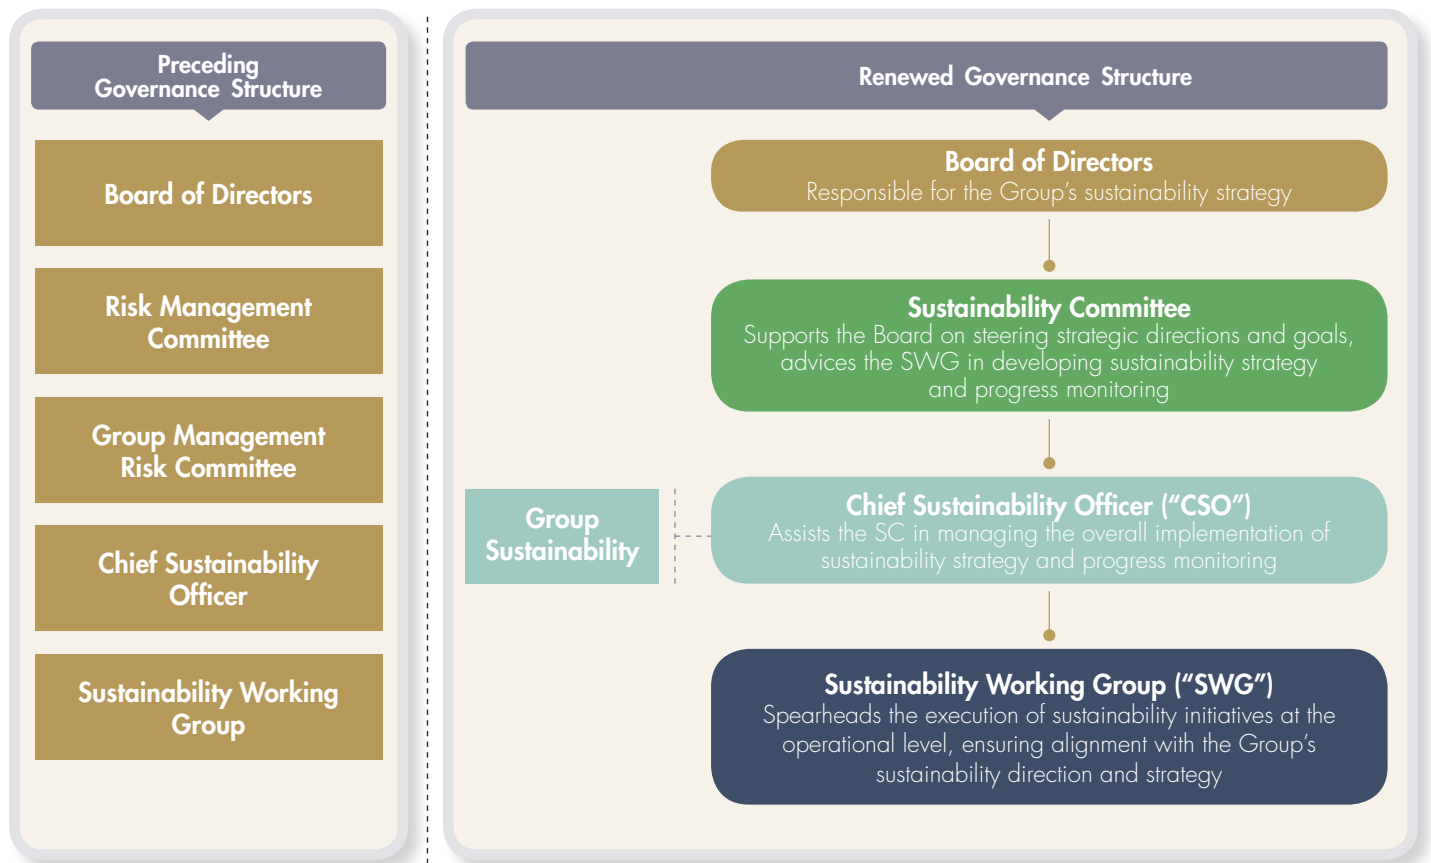 Preceding
Governance Structure
Board of Directors
Risk Management
Committee
Group Management
Risk Committee
Chief Sustainability
Officer
Sustainability Working
Group
Renewed Governance Structure
Board of Directors
Responsible for the Group’s sustainability strategy
Sustainability Committee
Supports the Board on steering strategic directions and goals,
advices the SWG in developing sustainability strategy
and progress monitoring
Group
Sustainability
Chief Sustainability Officer (“CSO”)
Assists the SC in managing the overall implementation of
sustainability strategy and progress monitoring
Sustainability Working Group (“SWG”)
Spearheads the execution of sustainability initiatives at the
operational level, ensuring alignment with the Group’s
sustainability direction and strategy